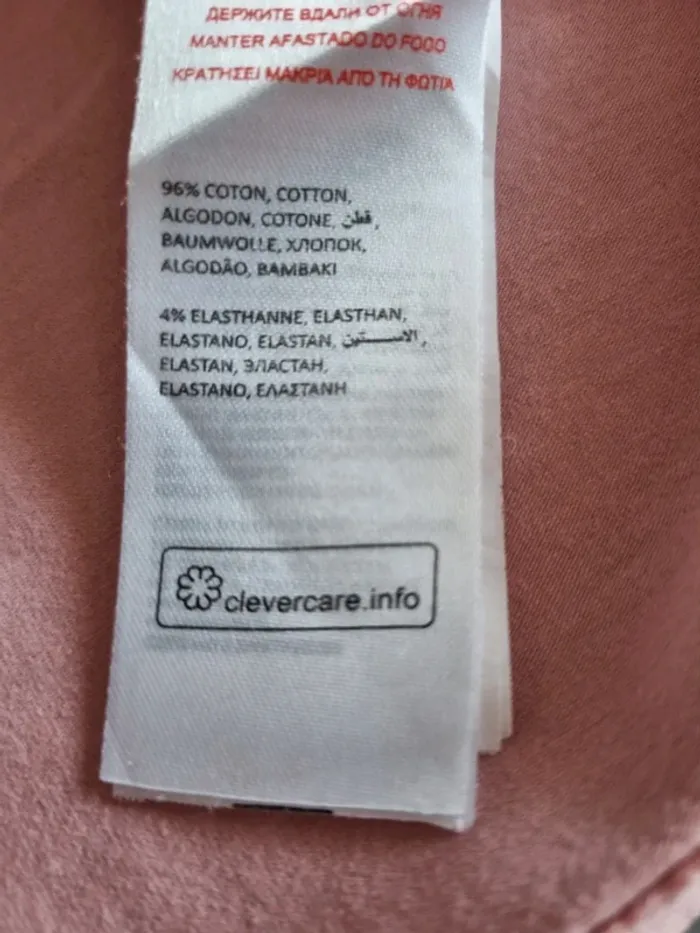 ДЕРЖИТЕ ВДАЛИ ОТ ОГНЯ
MANTER AFASTADO DO FOGO
ΚΡΑΤΗΣΕΙ ΜΑΚΡΙΑ ΑΠΟ ΤΗ ΦΩΤΙΑ
96% COTON, COTTON,
ALGODON, COTONE, قطن,
BAUMWOLLE, ХЛОПОК,
ALGODÃO, BAMBAKI
4% ELASTHANNE, ELASTHAN,
ELASTANO, ELASTAN, الاستين,
ELASTAN, ЭЛАСТАН,
ELASTANO, ΕΛΑΣΤΑΝΗ
clevercare.info